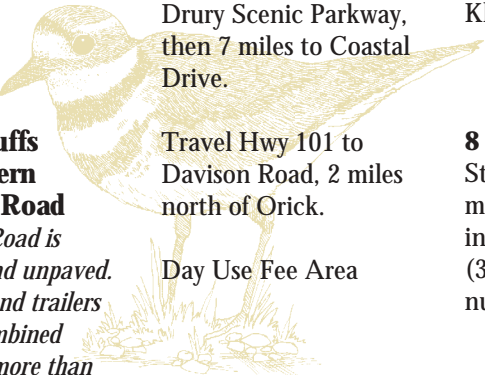 uffs
ern
Road
Road is
nd unpaved.
nd trailers
mbined
more than
Drury Scenic Parkway,
then 7 miles to Coastal
Drive.
Travel Hwy 101 to
Davison Road, 2 miles
north of Orick.
Day Use Fee Area
Kl
8
St
m
in
(3
nu